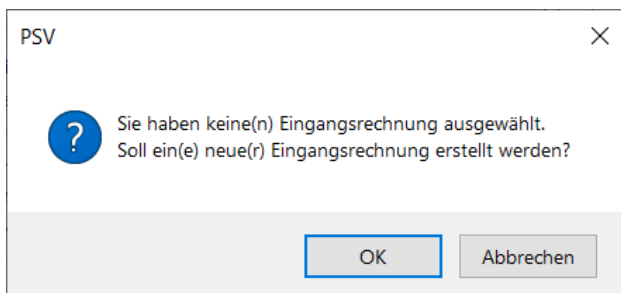 PSV
Sie haben keine(n) Eingangsrechnung ausgewählt.
Soll ein(e) neue(r) Eingangsrechnung erstellt werden?
OK
Abbrechen